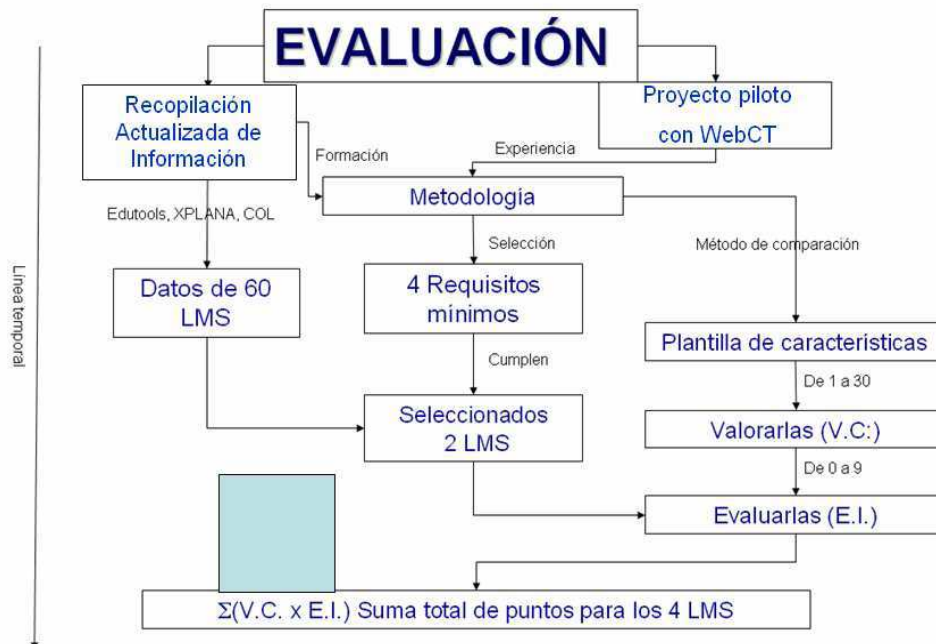 EVALUACIÓN
Recopilación
Actualizada de
Información
Proyecto piloto
con WebCT
Formación
Experiencia
Metodología
Edutools, XPLANA, COL
Selección
Método de comparación
Línea temporal
Datos de 60
LMS
4 Requisitos
mínimos
Plantilla de características
Cumplen
De 1 a 30
Seleccionados
2 LMS
Valorarlas (V.C:)
De 0 a 9
Evaluarlas (E.I.)
Σ(V.C. x E.I.) Suma total de puntos para los 4 LMS